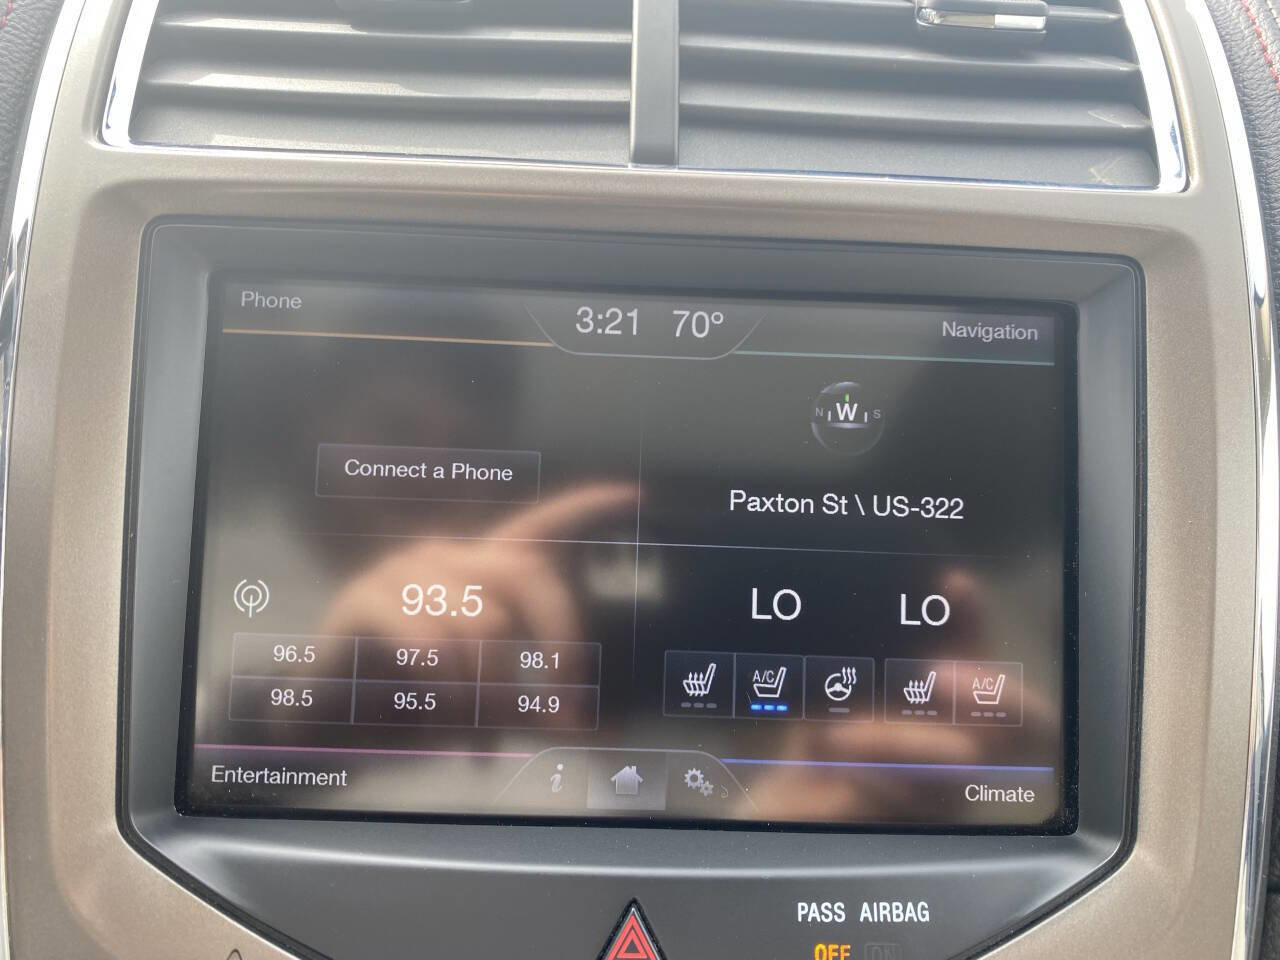 Phone
3:21 70°
Navigation
N W S
Connect a Phone
Paxton St \ US-322
93.5
LO LO
96.5 97.5 98.1
98.5 95.5 94.9
A/C A/C
Entertainment
i
Climate
PASS AIRBAG
OFF ON